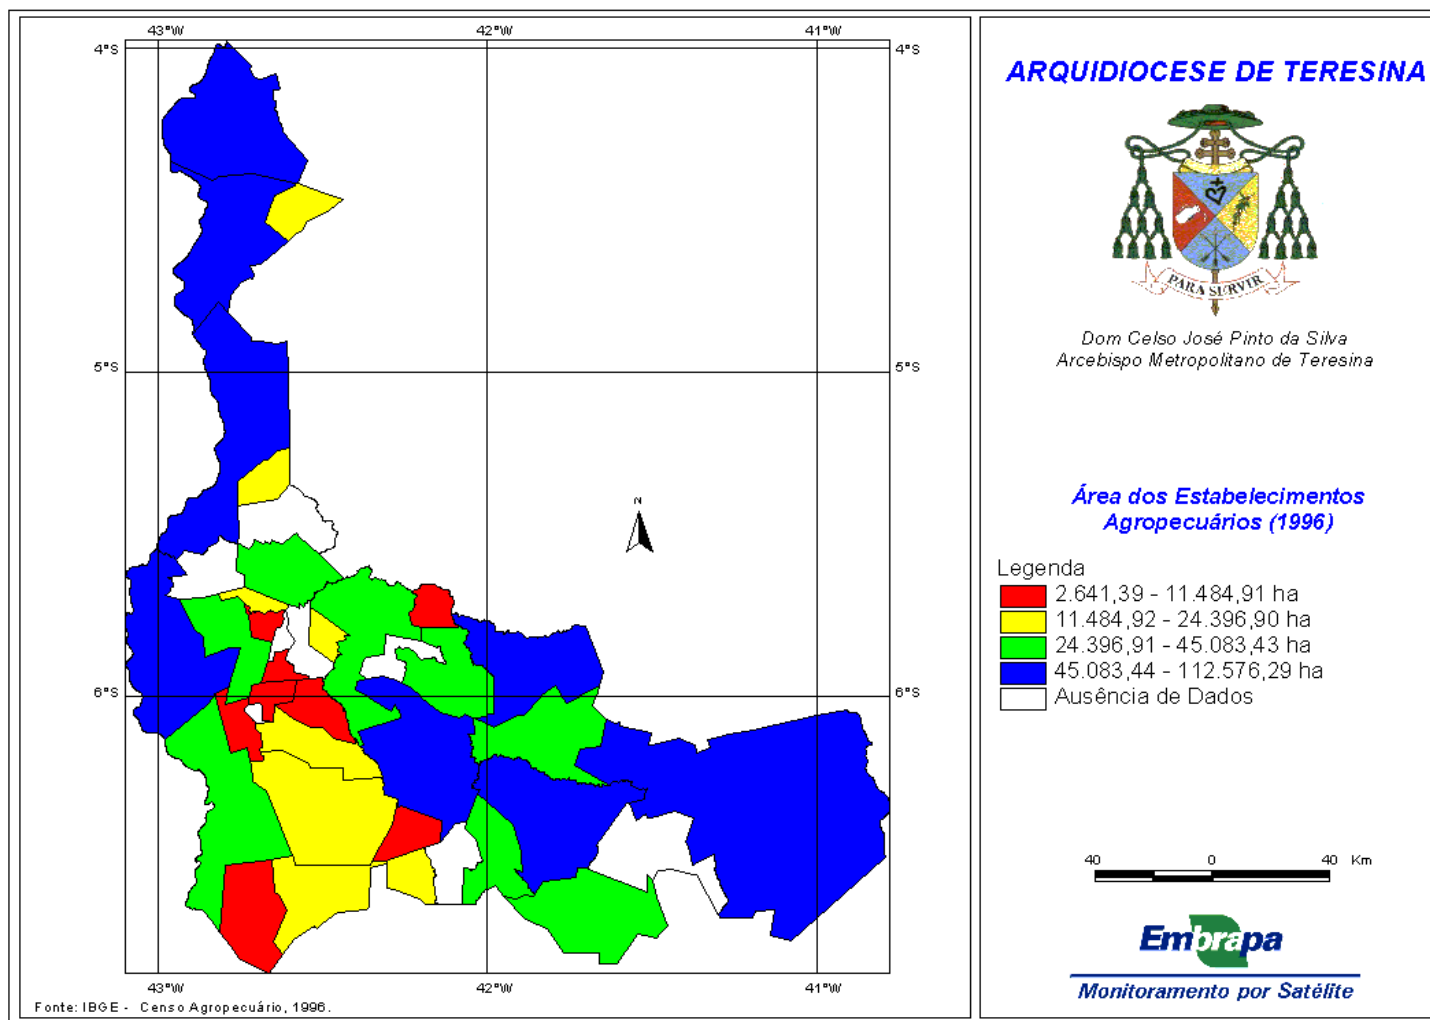 43°W 42°W 41°W
4°S 4°S
5°S 5°S
6°S 6°S
43°W 42°W 41°W
N
Fonte: IBGE - Censo Agropecuário, 1996.
ARQUIDIOCESE DE TERESINA
PARA SERVIR
Dom Celso José Pinto da Silva
Arcebispo Metropolitano de Teresina
Área dos Estabelecimentos
Agropecuários (1996)
Legenda
2.641,39 - 11.484,91 ha
11.484,92 - 24.396,90 ha
24.396,91 - 45.083,43 ha
45.083,44 - 112.576,29 ha
Ausência de Dados
40 0 40 Km
Embrapa
Monitoramento por Satélite